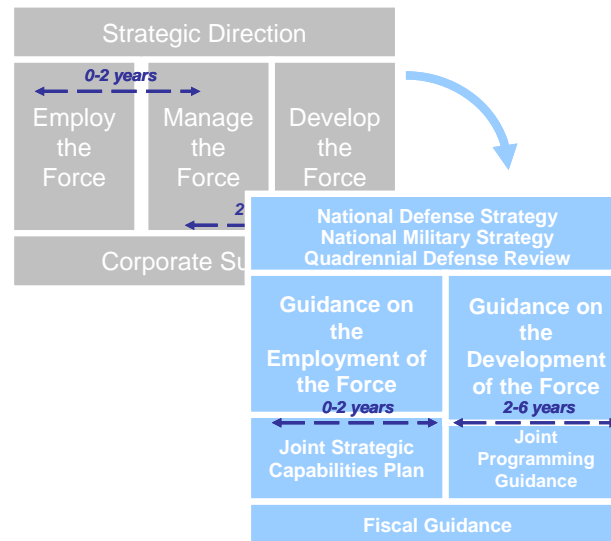 Strategic Direction
0-2 years
Employ
the
Force
Manage
the
Force
Develop
the
Force
2
Corporate Su
National Defense Strategy
National Military Strategy
Quadrennial Defense Review
Guidance on
the
Employment of
the Force
0-2 years
Joint Strategic
Capabilities Plan
Guidance on
the
Development
of the Force
2-6 years
Joint
Programming
Guidance
Fiscal Guidance